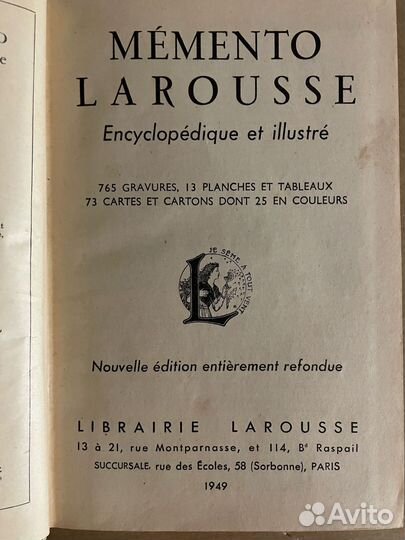 MÉMENTO
LAROUSSE
Encyclopédique et illustré
765 GRAVURES, 13 PLANCHES ET TABLEAUX
73 CARTES ET CARTONS DONT 25 EN COULEURS
JE SÈME À TOUT VENT
L
Nouvelle édition entièrement refondue
LIBRAIRIE LAROUSSE
13 à 21, rue Montparnasse, et 114, Bd Raspail
SUCCURSALE, rue des Écoles, 58 (Sorbonne), PARIS
1949
Avito